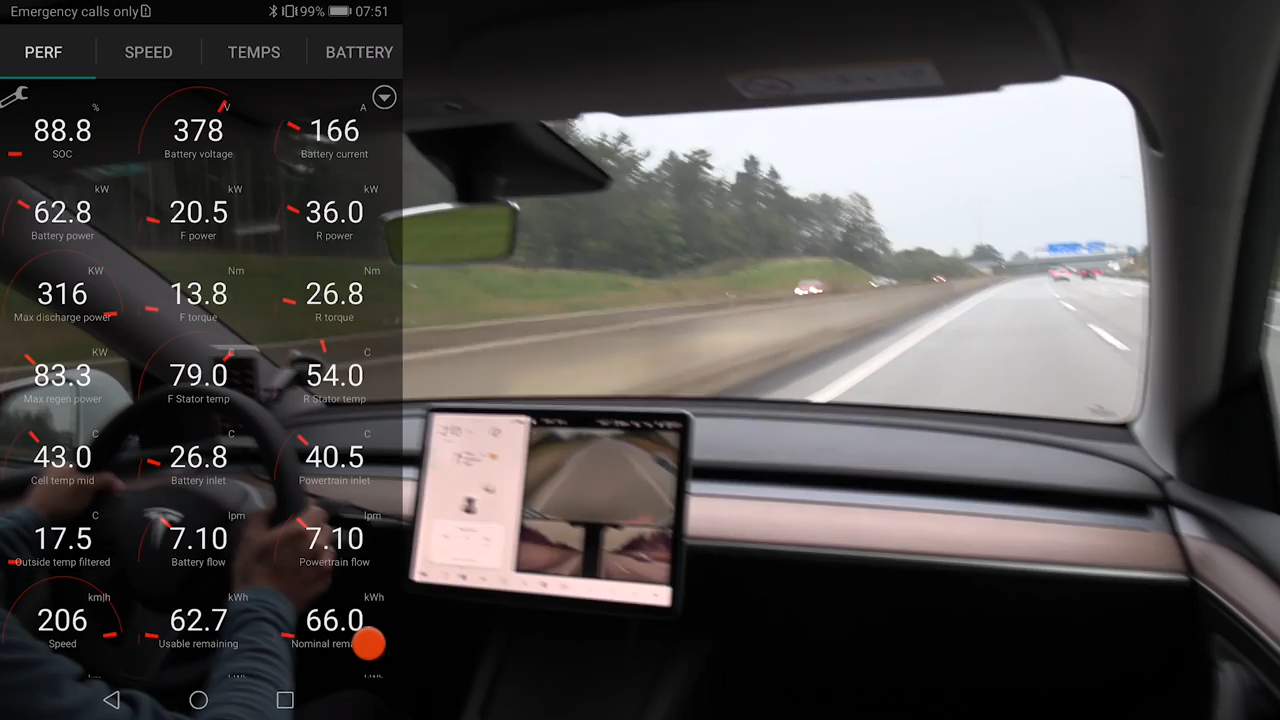 Emergency calls only 99% 07:51
PERF SPEED TEMPS BATTERY
% V A
88.8 378 166
SOC Battery voltage Battery current
kW kW kW
62.8 20.5 36.0
Battery power F power R power
KW Nm Nm
316 13.8 26.8
Max discharge power F torque R torque
KW C C
83.3 79.0 54.0
Max regen power F Stator temp R Stator temp
C C C
43.0 26.8 40.5
Cell temp mid Battery inlet Powertrain inlet
C lpm lpm
17.5 7.10 7.10
Outside temp filtered Battery flow Powertrain flow
km|h kWh kWh
206 62.7 66.0
Speed Usable remaining Nominal rema